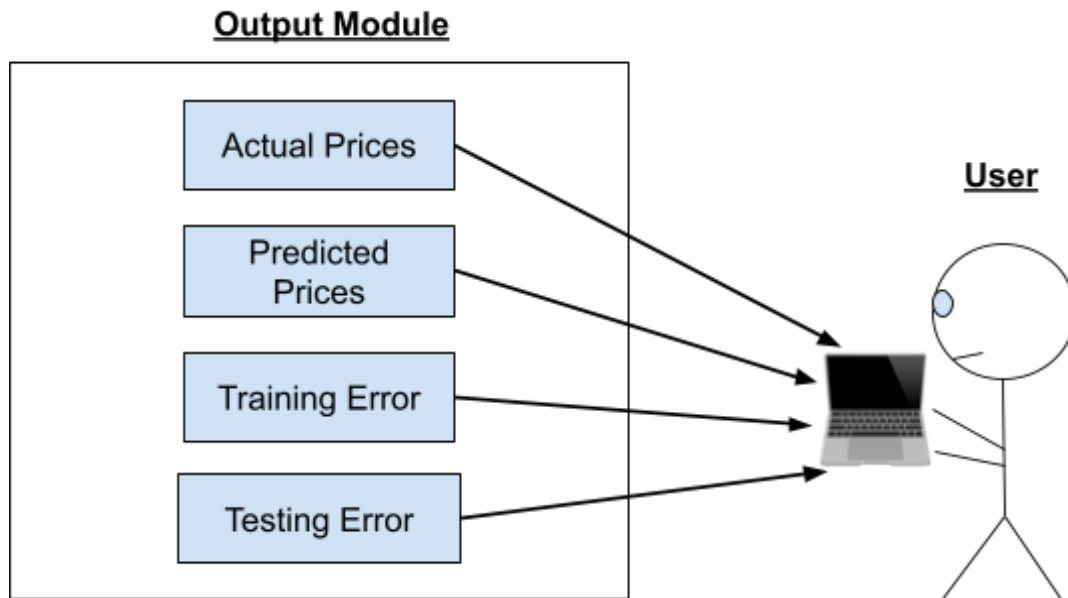 Output Module
Actual Prices
Predicted
Prices
Training Error
Testing Error
User